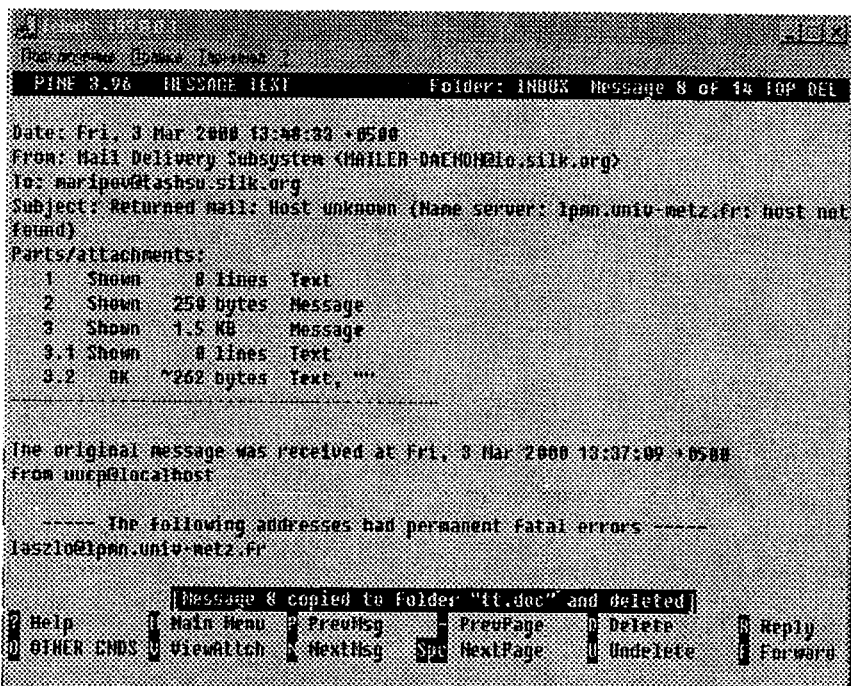 PINE 3.96 MESSAGE TEXT Folder: INBOX Message 8 of 14 TOP DEL
Date: Fri, 3 Mar 2000 13:40:33 +0500
From: Mail Delivery Subsystem <MAILER-DAEMON@io.silk.org>
To: maripov@tashsu.silk.org
Subject: Returned mail: Host unknown (Name server: lpmn.univ-metz.fr: host not
found)
Parts/attachments:
1 Shown 8 lines Text
2 Shown 250 bytes Message
3 Shown 1.5 KB Message
3.1 Shown 0 lines Text
3.2 OK ~262 bytes Text, ""
----------------------------------------
The original message was received at Fri, 3 Mar 2000 13:37:09 +0500
from uucp@localhost
----- The following addresses had permanent fatal errors -----
laszlo@lpmn.univ-metz.fr
[Message 8 copied to folder "it.doc" and deleted]
? Help M Main Menu P PrevMsg - PrevPage D Delete R Reply
O OTHER CMDS V ViewAttch N NextMsg Spc NextPage U Undelete F Forward